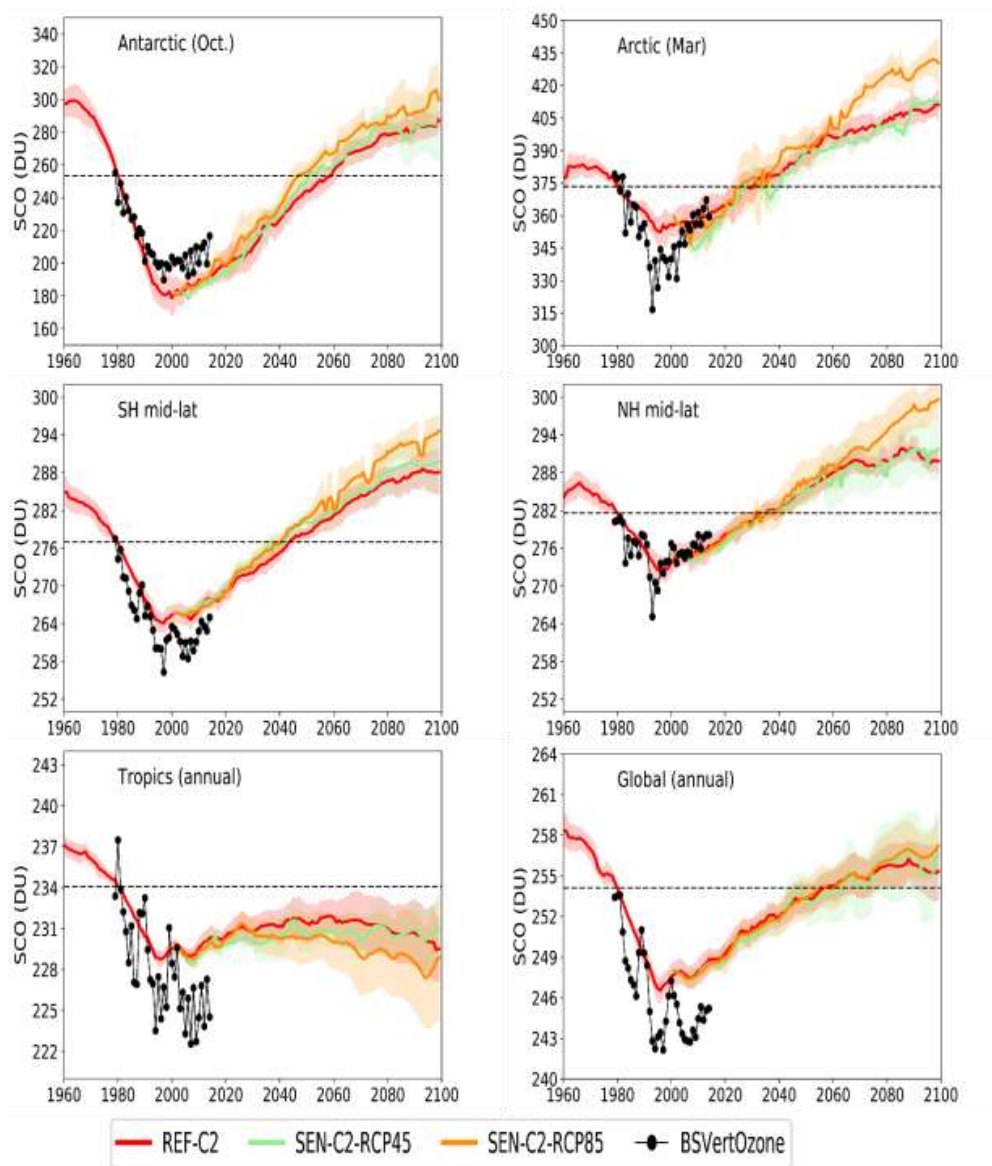 Antarctic (Oct.)
SCO (DU)
340
320
300
280
260
240
220
200
180
160
1960 1980 2000 2020 2040 2060 2080 2100
Arctic (Mar)
SCO (DU)
450
435
420
405
390
375
360
345
330
315
300
1960 1980 2000 2020 2040 2060 2080 2100
SH mid-lat
SCO (DU)
300
294
288
282
276
270
264
258
252
1960 1980 2000 2020 2040 2060 2080 2100
NH mid-lat
SCO (DU)
300
294
288
282
276
270
264
258
252
1960 1980 2000 2020 2040 2060 2080 2100
Tropics (annual)
SCO (DU)
243
240
237
234
231
228
225
222
1960 1980 2000 2020 2040 2060 2080 2100
Global (annual)
SCO (DU)
264
261
258
255
252
249
246
243
240
1960 1980 2000 2020 2040 2060 2080 2100
REF-C2 SEN-C2-RCP45 SEN-C2-RCP85 BSVertOzone